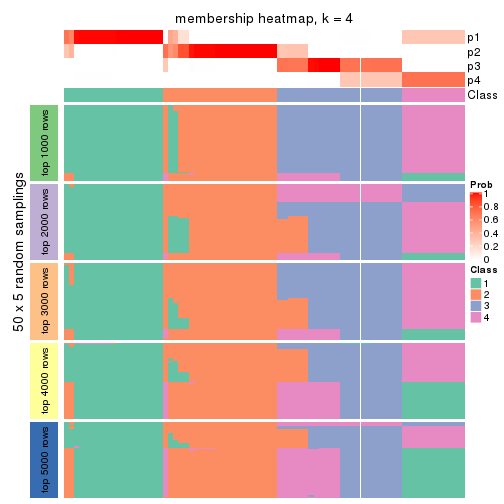 membership heatmap, k = 4
p1
p2
p3
p4
Class
50 x 5 random samplings
top 1000 rows
top 2000 rows
top 3000 rows
top 4000 rows
top 5000 rows
Prob
1
0.8
0.6
0.4
0.2
0
Class
1
2
3
4